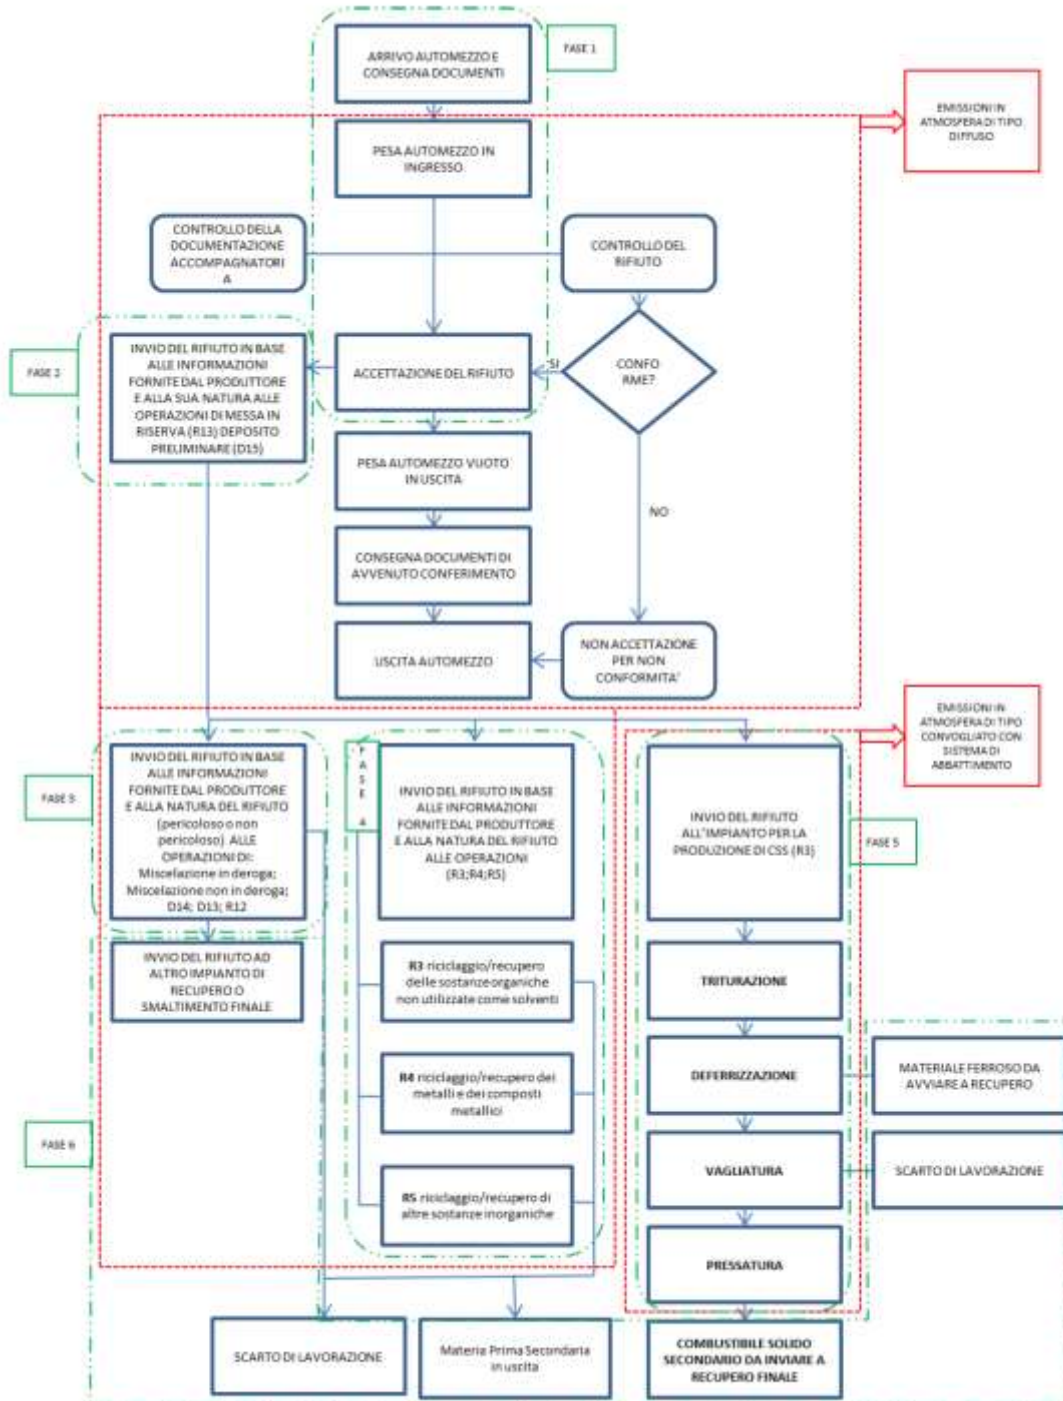 ARRIVO AUTOMEZZO E
CONSEGNA DOCUMENTI
FASE 1
EMISSIONI IN
ATMOSFERA DI TIPO
DIFFUSO
PESA AUTOMEZZO IN
INGRESSO
CONTROLLO DELLA
DOCUMENTAZIONE
ACCOMPAGNATORI
A
CONTROLLO DEL
RIFIUTO
FASE 2
INVIO DEL RIFIUTO IN BASE
ALLE INFORMAZIONI
FORNITE DAL PRODUTTORE
E ALLA SUA NATURA ALLE
OPERAZIONI DI MESSA IN
RISERVA (R13) DEPOSITO
PRELIMINARE (D15)
ACCETTAZIONE DEL RIFIUTO
SI
CONFO
RME?
PESA AUTOMEZZO VUOTO
IN USCITA
NO
CONSEGNA DOCUMENTI DI
AVVENUTO CONFERIMENTO
USCITA AUTOMEZZO
NON ACCETTAZIONE
PER NON
CONFORMITA'
EMISSIONI IN
ATMOSFERA DI TIPO
CONVOGLIATO CON
SISTEMA DI
ABBATTIMENTO
FASE 3
INVIO DEL RIFIUTO IN BASE
ALLE INFORMAZIONI
FORNITE DAL PRODUTTORE
E ALLA NATURA DEL RIFIUTO
(pericoloso o non
pericoloso) ALLE
OPERAZIONI DI:
Miscelazione in deroga;
Miscelazione non in deroga;
D14; D13; R12
F
A
S
E
4
INVIO DEL RIFIUTO IN BASE
ALLE INFORMAZIONI
FORNITE DAL PRODUTTORE
E ALLA NATURA DEL RIFIUTO
ALLE OPERAZIONI
(R3;R4;R5)
INVIO DEL RIFIUTO
ALL'IMPIANTO PER LA
PRODUZIONE DI CSS (R3)
FASE 5
INVIO DEL RIFIUTO AD
ALTRO IMPIANTO DI
RECUPERO O
SMALTIMENTO FINALE
R3 riciclaggio/recupero
delle sostanze organiche
non utilizzate come solventi
TRITURAZIONE
R4 riciclaggio/recupero dei
metalli e dei composti
metallici
DEFERRIZZAZIONE
MATERIALE FERROSO DA
AVVIARE A RECUPERO
FASE 6
R5 riciclaggio/recupero di
altre sostanze inorganiche
VAGLIATURA
SCARTO DI LAVORAZIONE
PRESSATURA
SCARTO DI LAVORAZIONE
Materia Prima Secondaria
in uscita
COMBUSTIBILE SOLIDO
SECONDARIO DA INVIARE A
RECUPERO FINALE